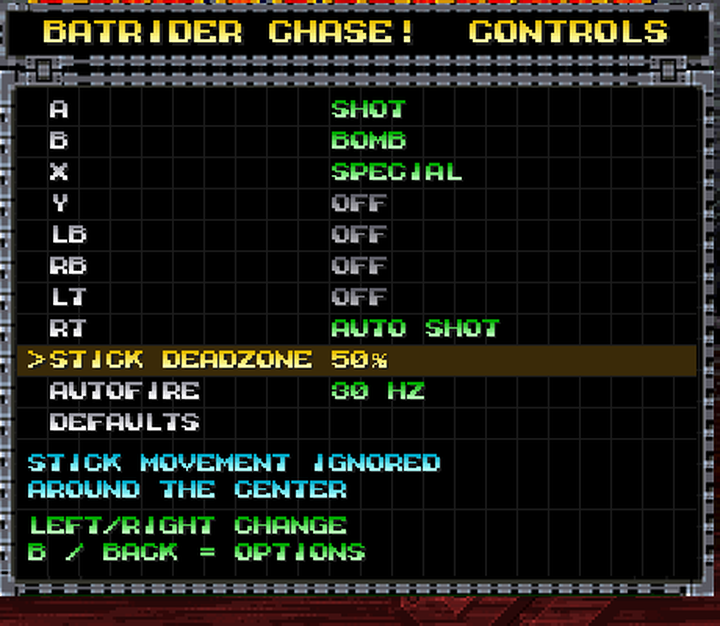 BATRIDER CHASE! CONTROLS
A SHOT
B BOMB
X SPECIAL
Y OFF
LB OFF
RB OFF
LT OFF
RT AUTO SHOT
>STICK DEADZONE 50%
AUTOFIRE 30 HZ
DEFAULTS
STICK MOVEMENT IGNORED
AROUND THE CENTER
LEFT/RIGHT CHANGE
B / BACK = OPTIONS